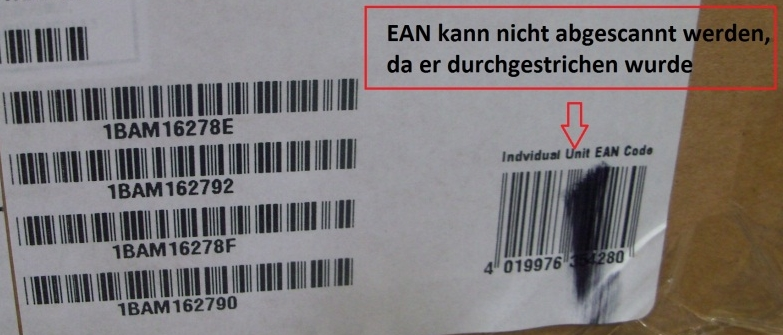 EAN kann nicht abgescannt werden,
da er durchgestrichen wurde
1BAM16278E
1BAM162792
1BAM16278F
1BAM162790
Indvidual Unit EAN Code
4 019976 354280